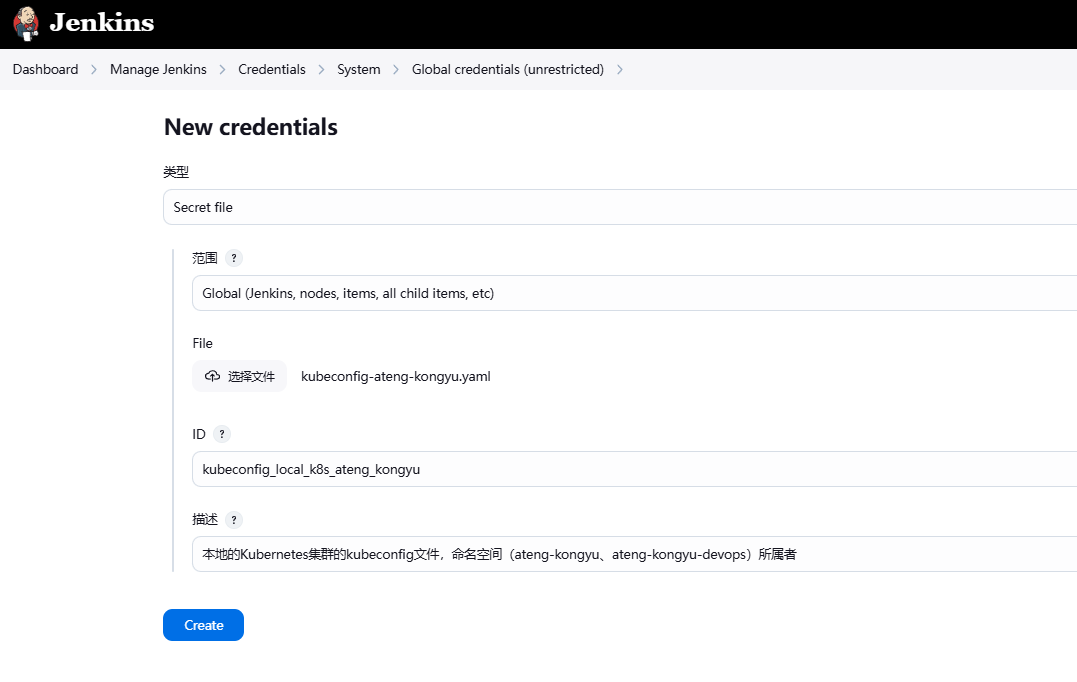 Jenkins
Dashboard > Manage Jenkins > Credentials > System > Global credentials (unrestricted) >
New credentials
类型
Secret file
范围 ?
Global (Jenkins, nodes, items, all child items, etc)
File
选择文件 kubeconfig-ateng-kongyu.yaml
ID ?
kubeconfig_local_k8s_ateng_kongyu
描述 ?
本地的Kubernetes集群的kubeconfig文件，命名空间（ateng-kongyu、ateng-kongyu-devops）所属者
Create